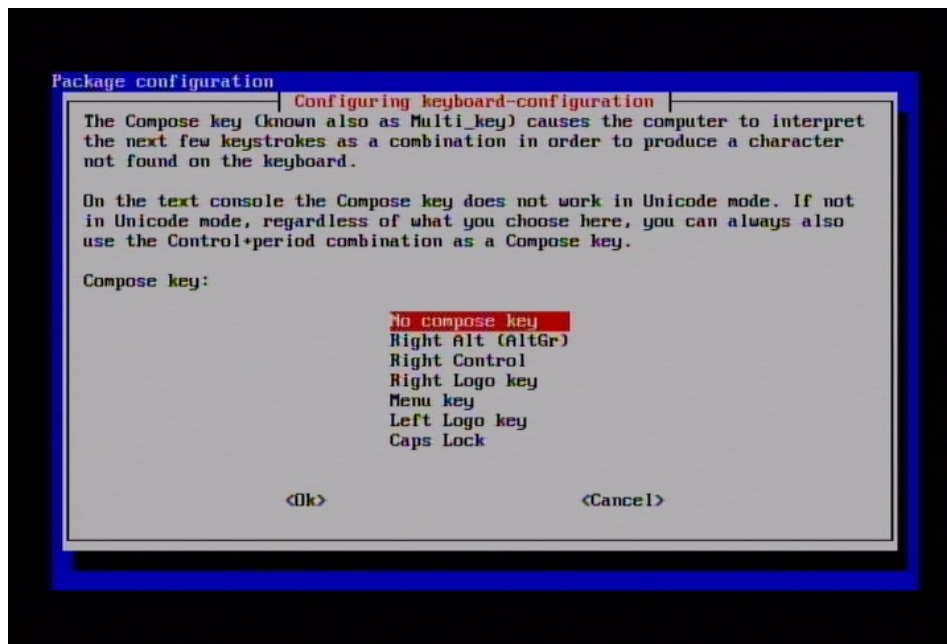 Package configuration
Configuring keyboard-configuration
The Compose key (known also as Multi_key) causes the computer to interpret
the next few keystrokes as a combination in order to produce a character
not found on the keyboard.
On the text console the Compose key does not work in Unicode mode. If not
in Unicode mode, regardless of what you choose here, you can always also
use the Control+period combination as a Compose key.
Compose key:
No compose key
Right Alt (AltGr)
Right Control
Right Logo key
Menu key
Left Logo key
Caps Lock
<Ok> <Cancel>